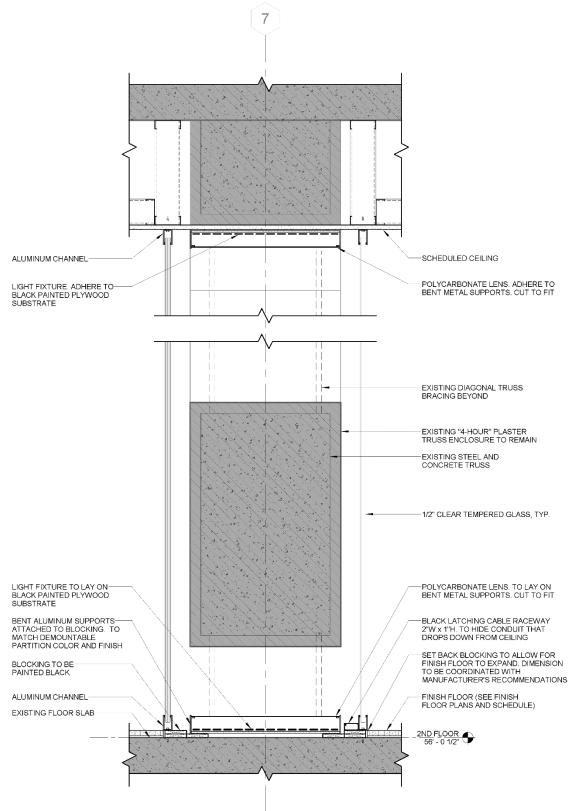 7
ALUMINUM CHANNEL
LIGHT FIXTURE. ADHERE TO
BLACK PAINTED PLYWOOD
SUBSTRATE
SCHEDULED CEILING
POLYCARBONATE LENS. ADHERE TO
BENT METAL SUPPORTS. CUT TO FIT
EXISTING DIAGONAL TRUSS
BRACING BEYOND
EXISTING "4-HOUR" PLASTER
TRUSS ENCLOSURE TO REMAIN
EXISTING STEEL AND
CONCRETE TRUSS
1/2" CLEAR TEMPERED GLASS, TYP.
LIGHT FIXTURE TO LAY ON
BLACK PAINTED PLYWOOD
SUBSTRATE
BENT ALUMINUM SUPPORTS
ATTACHED TO BLOCKING. TO
MATCH DEMOUNTABLE
PARTITION COLOR AND FINISH
BLOCKING TO BE
PAINTED BLACK
ALUMINUM CHANNEL
EXISTING FLOOR SLAB
POLYCARBONATE LENS. TO LAY ON
BENT METAL SUPPORTS. CUT TO FIT
BLACK LATCHING CABLE RACEWAY
2"W x 1"H. TO HIDE CONDUIT THAT
DROPS DOWN FROM CEILING
SET BACK BLOCKING TO ALLOW FOR
FINISH FLOOR TO EXPAND. DIMENSION
TO BE COORDINATED WITH
MANUFACTURER'S RECOMMENDATIONS
FINISH FLOOR (SEE FINISH
FLOOR PLANS AND SCHEDULE)
2ND FLOOR
56' - 0 1/2"